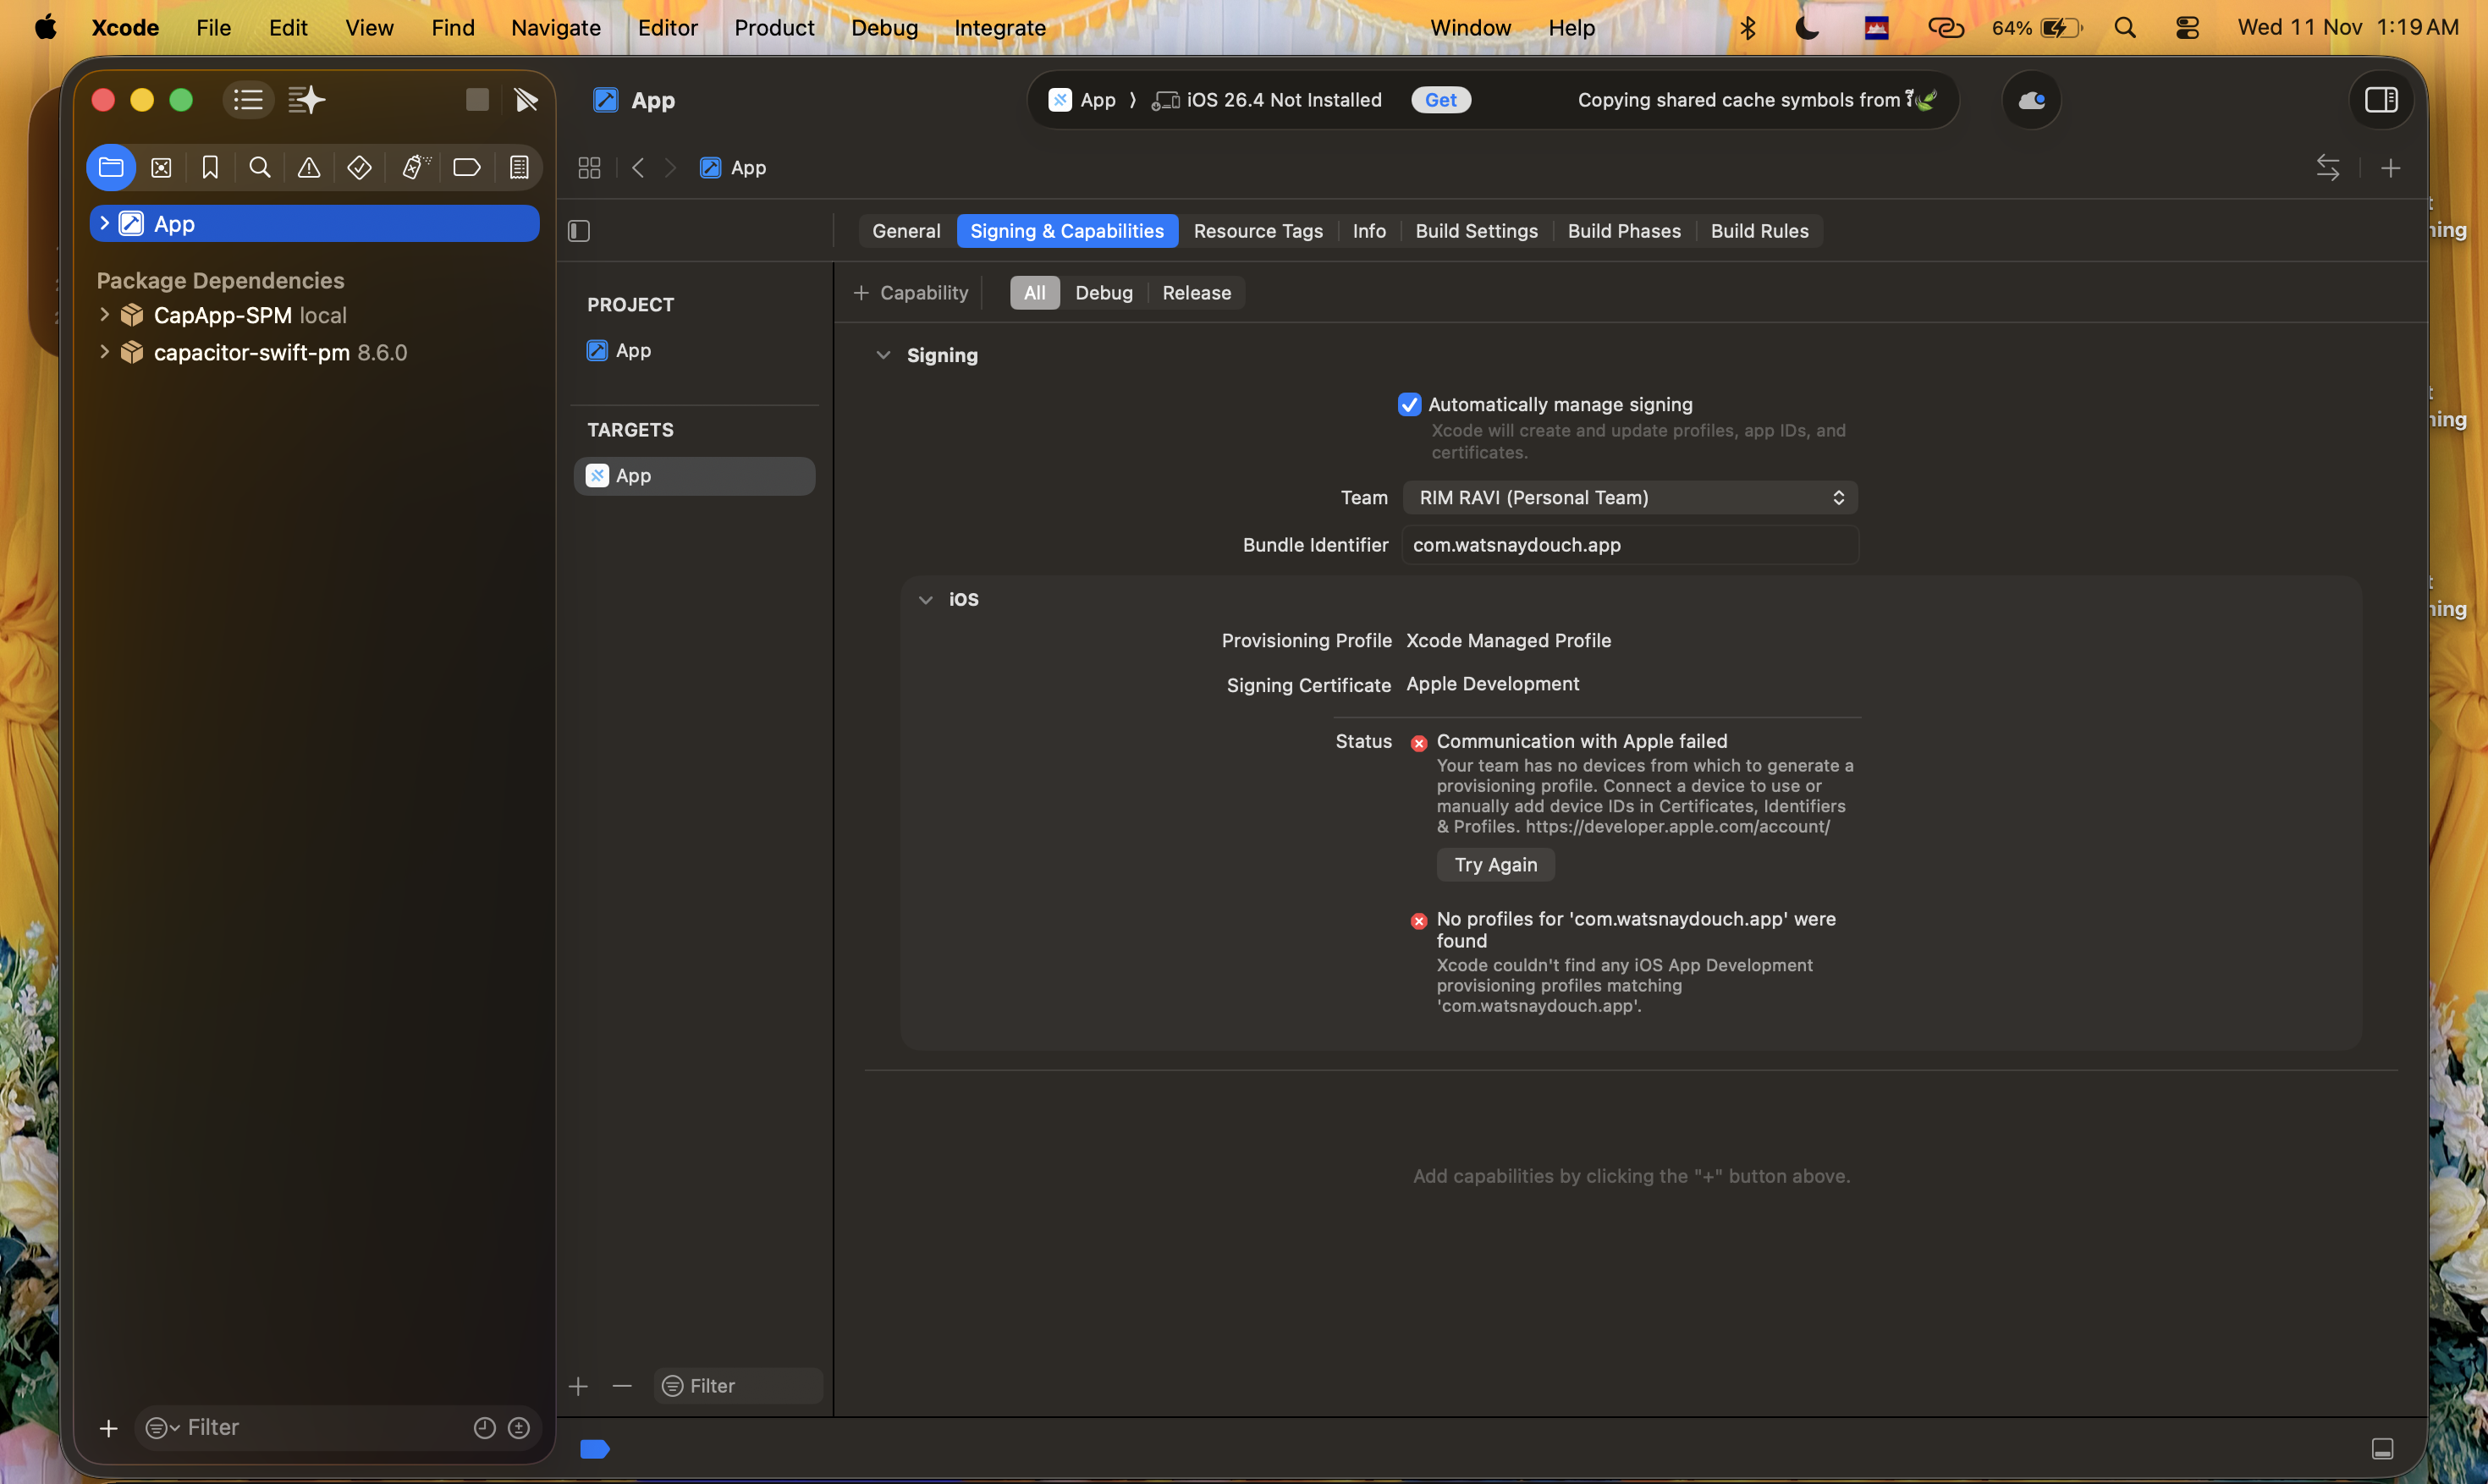 Xcode File Edit View Find Navigate Editor Product Debug Integrate Window Help 64% Wed 11 Nov 1:19 AM
App
App iOS 26.4 Not Installed Get Copying shared cache symbols from
App
App
General Signing & Capabilities Resource Tags Info Build Settings Build Phases Build Rules
Package Dependencies
CapApp-SPM local
capacitor-swift-pm 8.6.0
PROJECT
App
TARGETS
App
+ Capability All Debug Release
Signing
Automatically manage signing
Xcode will create and update profiles, app IDs, and
certificates.
Team RIM RAVI (Personal Team)
Bundle Identifier com.watsnaydouch.app
iOS
Provisioning Profile Xcode Managed Profile
Signing Certificate Apple Development
Status Communication with Apple failed
Your team has no devices from which to generate a
provisioning profile. Connect a device to use or
manually add device IDs in Certificates, Identifiers
& Profiles. https://developer.apple.com/account/
Try Again
No profiles for 'com.watsnaydouch.app' were
found
Xcode couldn't find any iOS App Development
provisioning profiles matching
'com.watsnaydouch.app'.
Add capabilities by clicking the "+" button above.
Filter
Filter